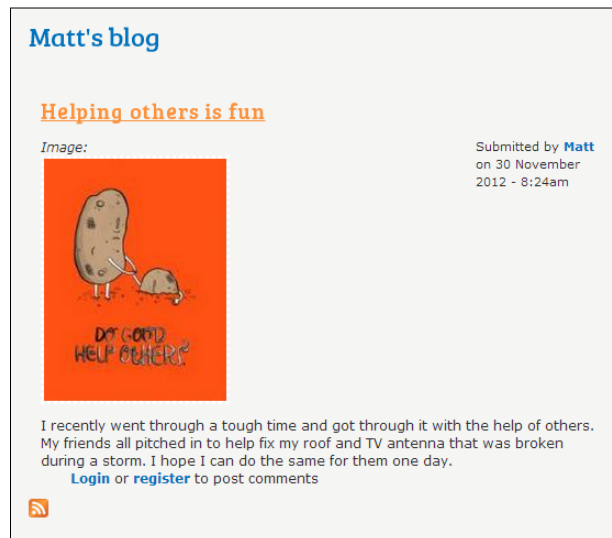 Matt's blog
Helping others is fun
Image:
Submitted by Matt
on 30 November
2012 - 8:24am
DO GOOD
HELP OTHERS
I recently went through a tough time and got through it with the help of others.
My friends all pitched in to help fix my roof and TV antenna that was broken
during a storm. I hope I can do the same for them one day.
Login or register to post comments